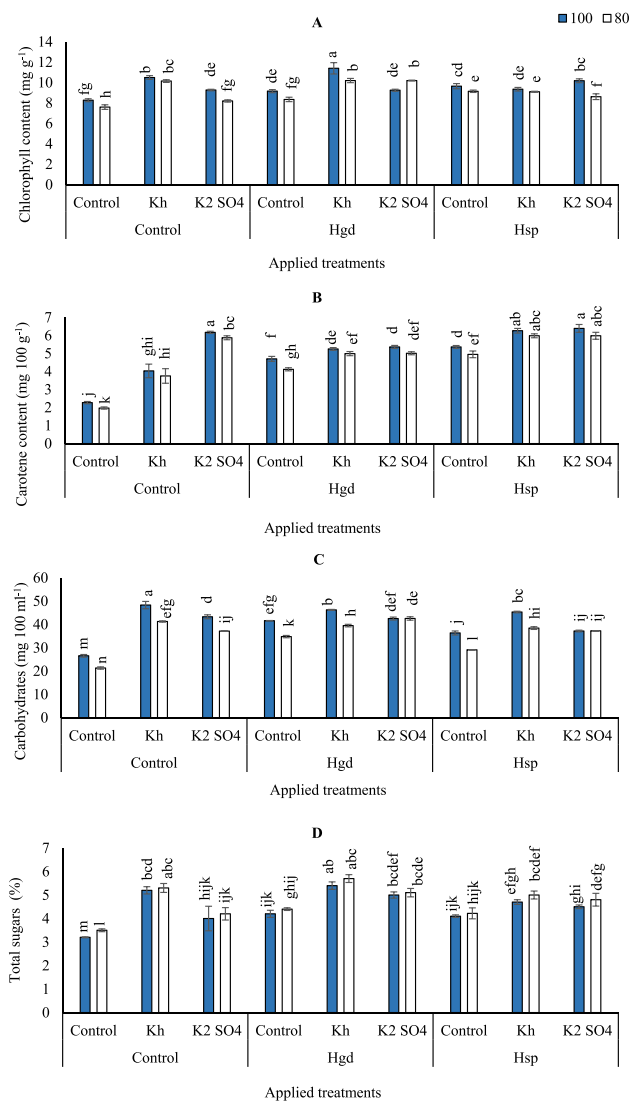 A
100 80
Chlorophyll content (mg g-1)
14
12
10
8
6
4
2
0
fg h b bc de fg de fg a b de b cd e de e bc f
Control Kh K2 SO4 Control Kh K2 SO4 Control Kh K2 SO4
Control Hgd Hsp
Applied treatments
B
Carotene content (mg 100 g-1)
7
6
5
4
3
2
1
0
j k ghi hi a bc f gh de ef d def d ef ab abc a abc
Control Kh K2 SO4 Control Kh K2 SO4 Control Kh K2 SO4
Control Hgd Hsp
Applied treatments
C
Carbohydrates (mg 100 ml-1)
60
50
40
30
20
10
0
m n a efg d ij efg k b h def de j l bc hi ij ij
Control Kh K2 SO4 Control Kh K2 SO4 Control Kh K2 SO4
Control Hgd Hsp
Applied treatments
D
Total sugars (%)
7
6
5
4
3
2
1
0
m l bcd abc hijk ijk ijk ghij ab abc bcdef bcde ijk hijk efgh bcdef ghi defg
Control Kh K2 SO4 Control Kh K2 SO4 Control Kh K2 SO4
Control Hgd Hsp
Applied treatments